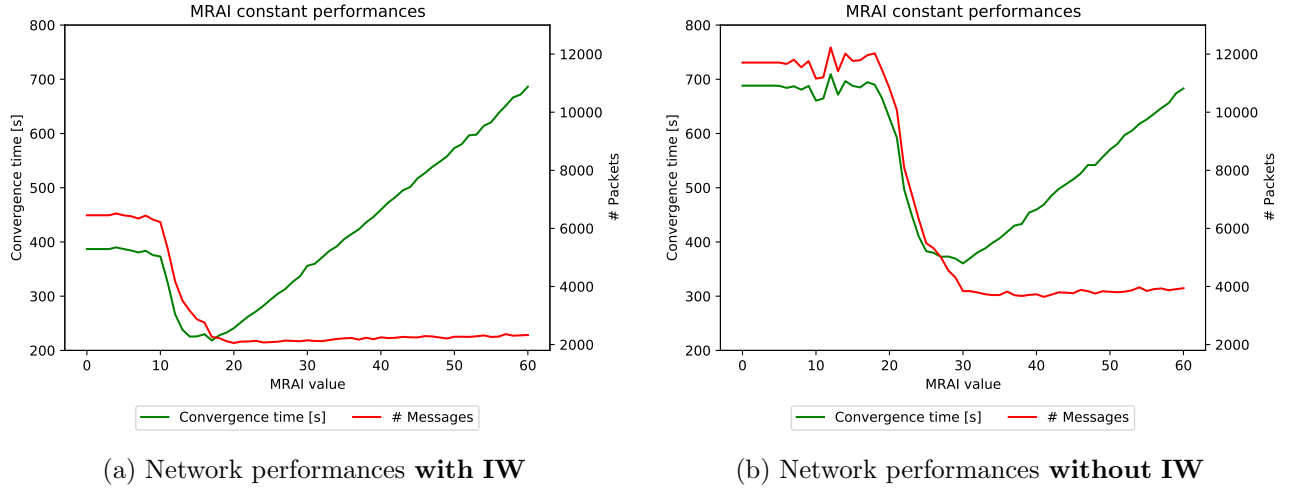 MRAI constant performances
800
700
600
500
400
300
200
Convergence time [s]
12000
10000
8000
6000
4000
2000
# Packets
0 10 20 30 40 50 60
MRAI value
Convergence time [s] # Messages
(a) Network performances with IW
MRAI constant performances
800
700
600
500
400
300
200
Convergence time [s]
12000
10000
8000
6000
4000
2000
# Packets
0 10 20 30 40 50 60
MRAI value
Convergence time [s] # Messages
(b) Network performances without IW